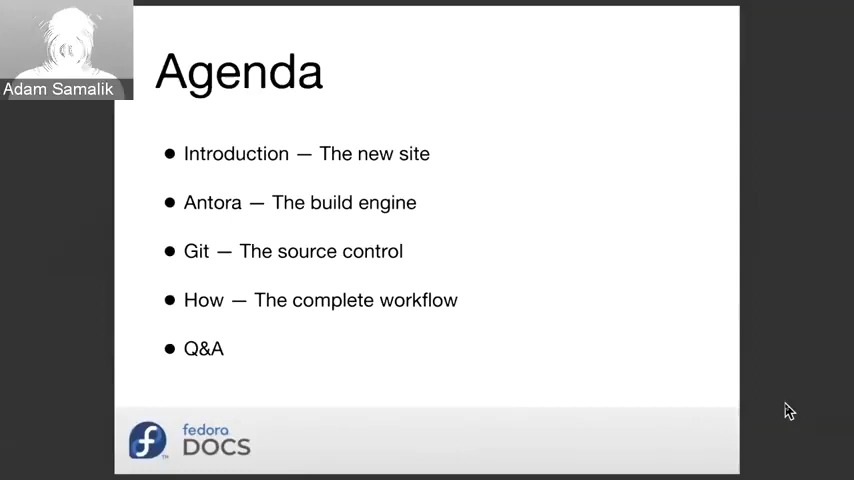 Adam Samalik
Agenda
● Introduction — The new site
● Antora — The build engine
● Git — The source control
● How — The complete workflow
● Q&A
fedora
DOCS
TM